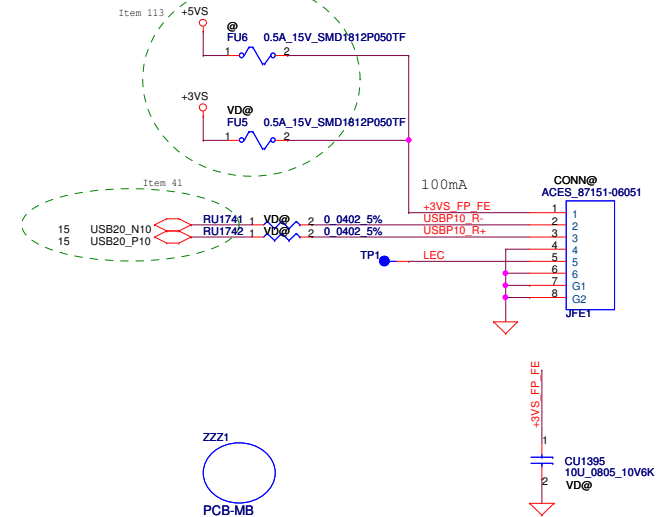 Item 113
+5VS
@
FU6 0.5A_15V_SMD1812P050TF
1 2
+3VS
VD@
FU5 0.5A_15V_SMD1812P050TF
1 2
Item 41
100mA
CONN@
ACES_87151-06051
+3VS_FP_FE 1 1
15 USB20_N10 RU1741 1 VD@ 2 0_0402_5% USBP10_R- 2 2
15 USB20_P10 RU1742 1 VD@ 2 0_0402_5% USBP10_R+ 3 3
4 4
TP1 LEC 5 5
6 6
7 G1
8 G2
JFE1
+3VS_FP_FE
1
CU1395
10U_0805_10V6K
2 VD@
ZZZ1
PCB-MB